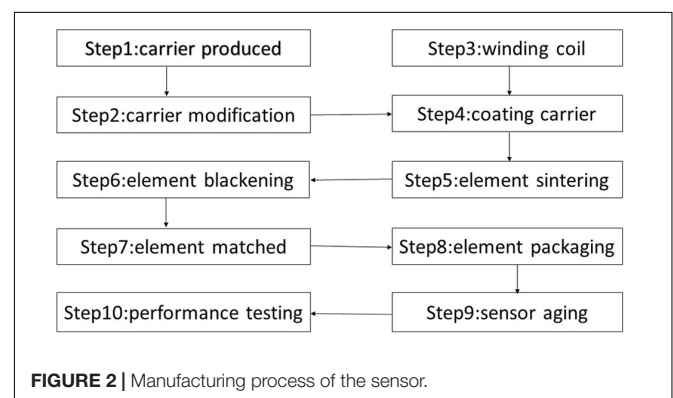 Step1:carrier produced
Step3:winding coil
Step2:carrier modification
Step4:coating carrier
Step6:element blackening
Step5:element sintering
Step7:element matched
Step8:element packaging
Step10:performance testing
Step9:sensor aging
FIGURE 2 | Manufacturing process of the sensor.